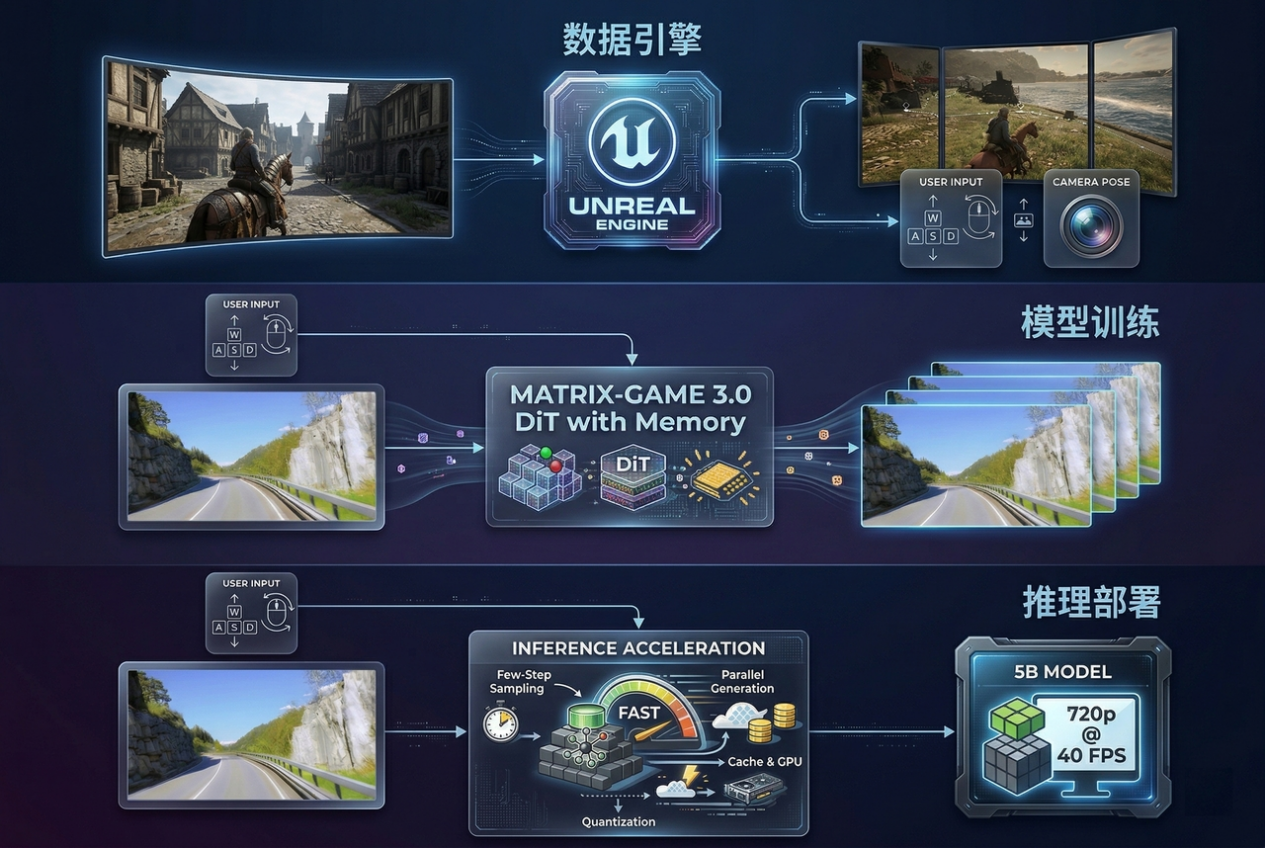 数据引擎
UNREAL
ENGINE
USER INPUT
W
A S D
CAMERA POSE
模型训练
USER INPUT
W
A S D
MATRIX-GAME 3.0
DiT with Memory
DiT
推理部署
USER INPUT
W
A S D
INFERENCE ACCELERATION
Few-Step
Sampling
FAST
Parallel
Generation
Cache & GPU
Quantization
5B MODEL
720p
@
40 FPS